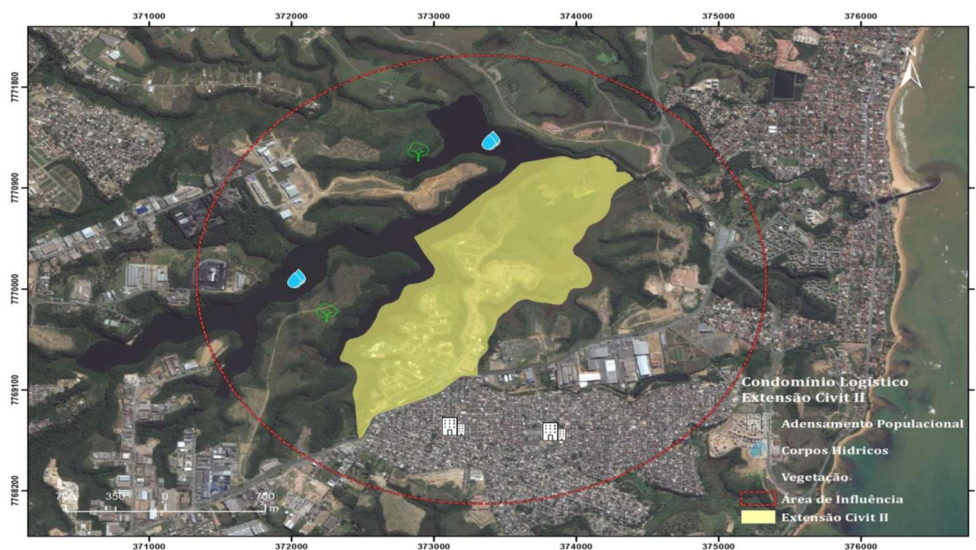 371000 372000 373000 374000 375000 376000
N
7771800
7770900
7770000
7769100
7768200
Condomínio Logístico
Extensão Civit II
Adensamento Populacional
Corpos Hídricos
Vegetação
Área de Influência
Extensão Civit II
700 350 0 700
m
371000 372000 373000 374000 375000 376000